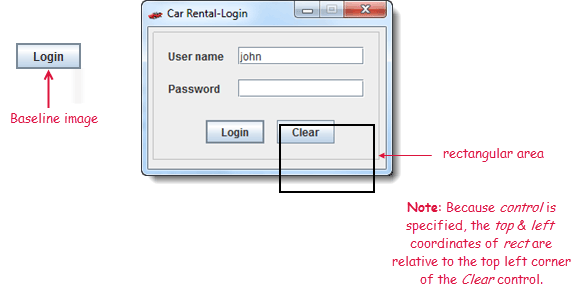 Car Rental-Login
Login
Baseline image
User name john
Password
Login Clear
rectangular area
Note: Because control is
specified, the top & left
coordinates of rect are
relative to the top left corner
of the Clear control.